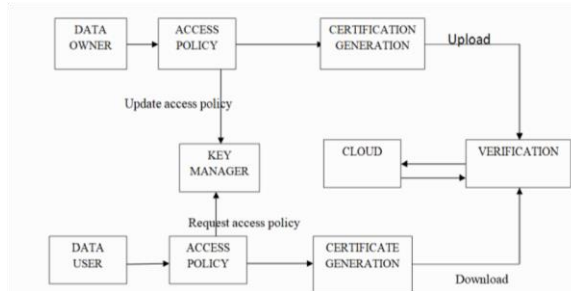 DATA
OWNER
ACCESS
POLICY
CERTIFICATION
GENERATION
Upload
Update access policy
KEY
MANAGER
CLOUD
VERIFICATION
Request access policy
DATA
USER
ACCESS
POLICY
CERTIFICATE
GENERATION
Download